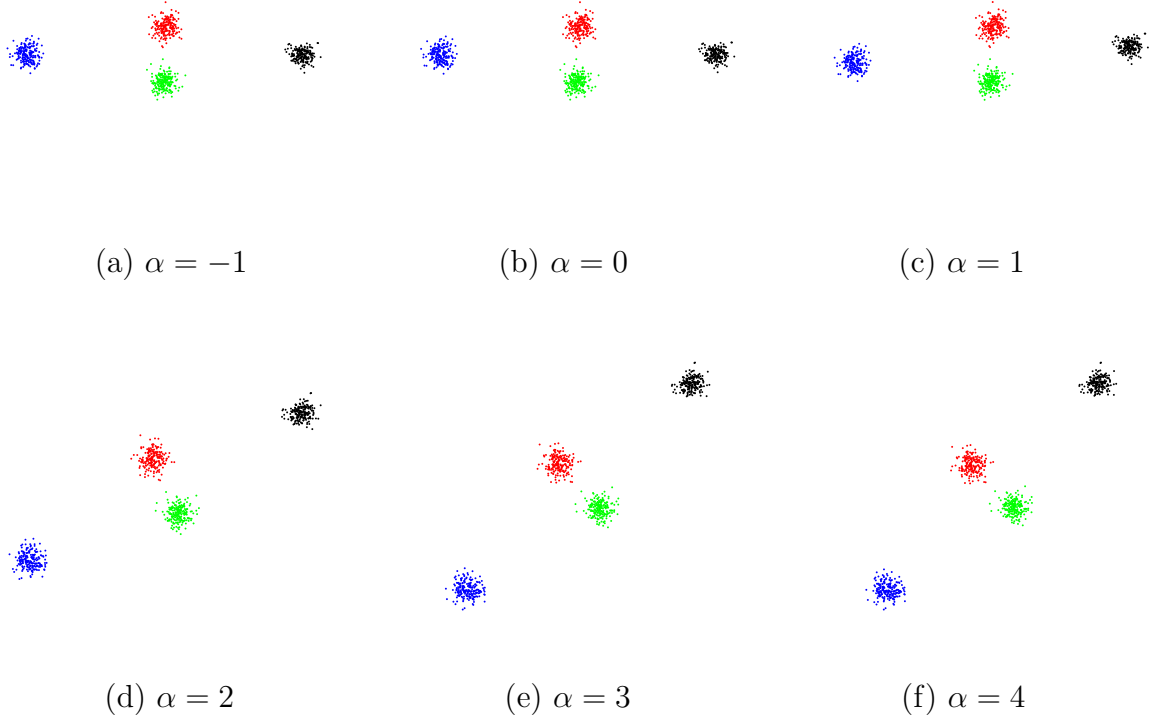 (a) α = −1
(b) α = 0
(c) α = 1
(d) α = 2
(e) α = 3
(f) α = 4